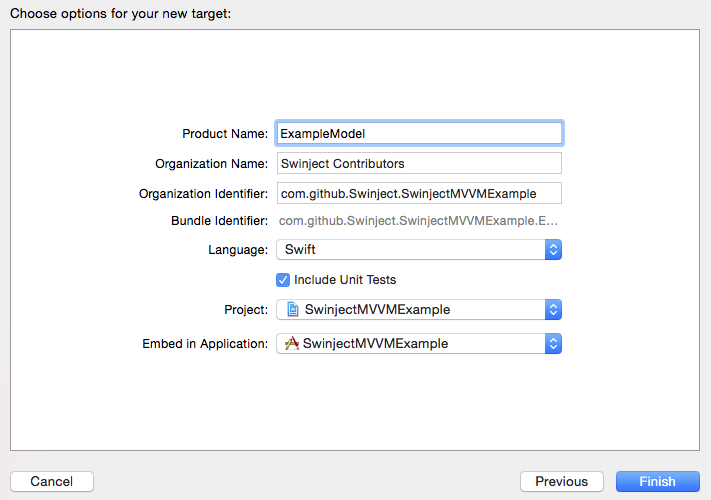 Choose options for your new target:
Product Name: ExampleModel
Organization Name: Swinject Contributors
Organization Identifier: com.github.Swinject.SwinjectMVVMExample
Bundle Identifier: com.github.Swinject.SwinjectMVVMExample.E...
Language: Swift
Include Unit Tests
Project: SwinjectMVVMExample
Embed in Application: SwinjectMVVMExample
Cancel Previous Finish